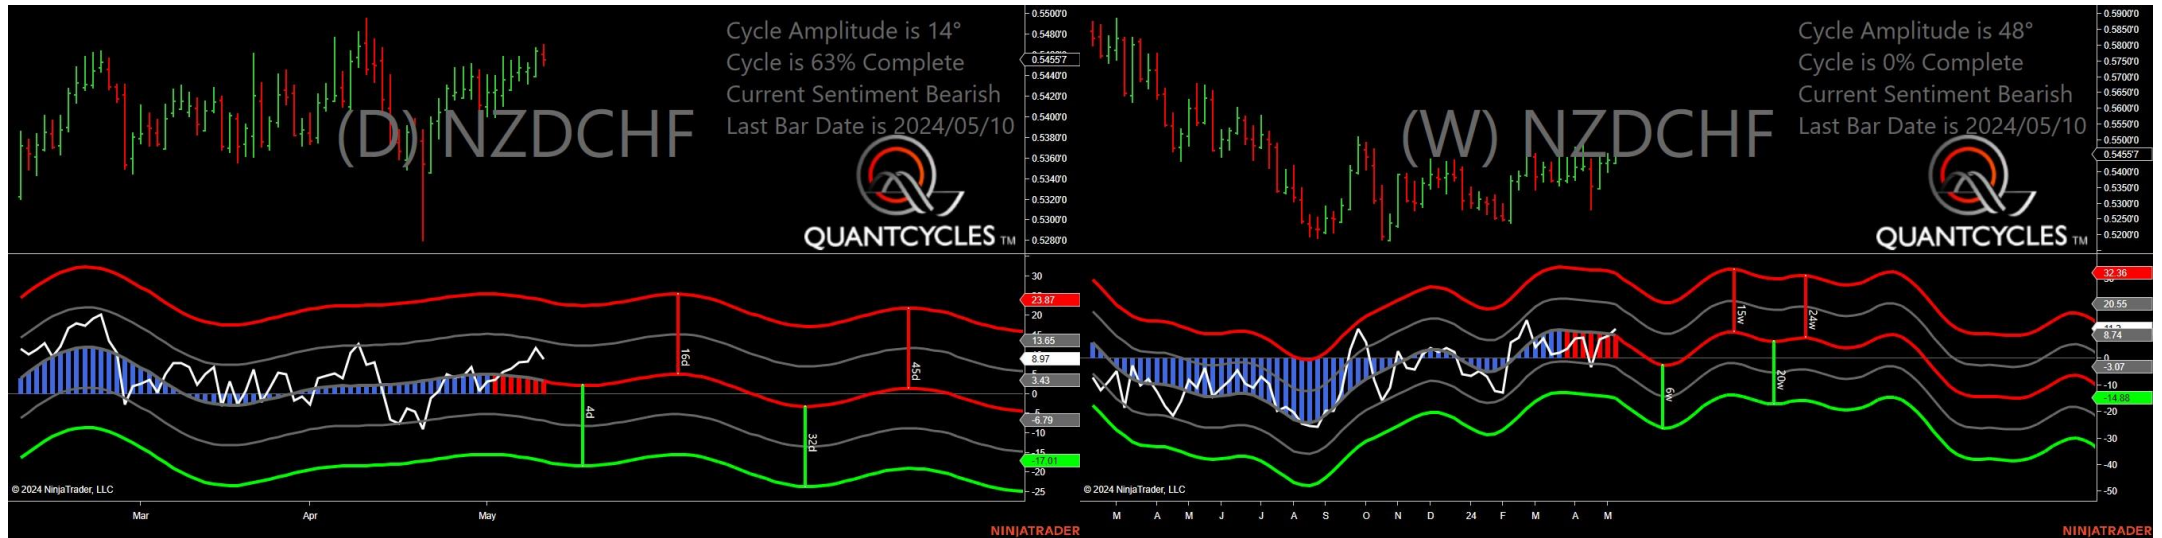 Cycle Amplitude is 14°
Cycle is 63% Complete
Current Sentiment Bearish
Last Bar Date is 2024/05/10
(D) NZDCHF
QUANTCYCLES TM
0.5500'0
0.5480'0
0.5455'7
0.5440'0
0.5420'0
0.5400'0
0.5380'0
0.5360'0
0.5340'0
0.5320'0
0.5300'0
0.5280'0
30
23.87
20
13.65
8.97
3.43
0
-6.79
-10
-17.01
-20
-25
4d
16d
32d
45d
© 2024 NinjaTrader, LLC
Mar Apr May
NINJATRADER
Cycle Amplitude is 48°
Cycle is 0% Complete
Current Sentiment Bearish
Last Bar Date is 2024/05/10
(W) NZDCHF
QUANTCYCLES TM
0.5900'0
0.5850'0
0.5800'0
0.5750'0
0.5700'0
0.5650'0
0.5600'0
0.5550'0
0.5500'0
0.5455'7
0.5400'0
0.5350'0
0.5300'0
0.5250'0
0.5200'0
32.36
20.55
8.74
0
-3.07
-10
-14.88
-20
-30
-40
-50
6w
15w
20w
24w
© 2024 NinjaTrader, LLC
M A M J J A S O N D 24 F M A M
NINJATRADER